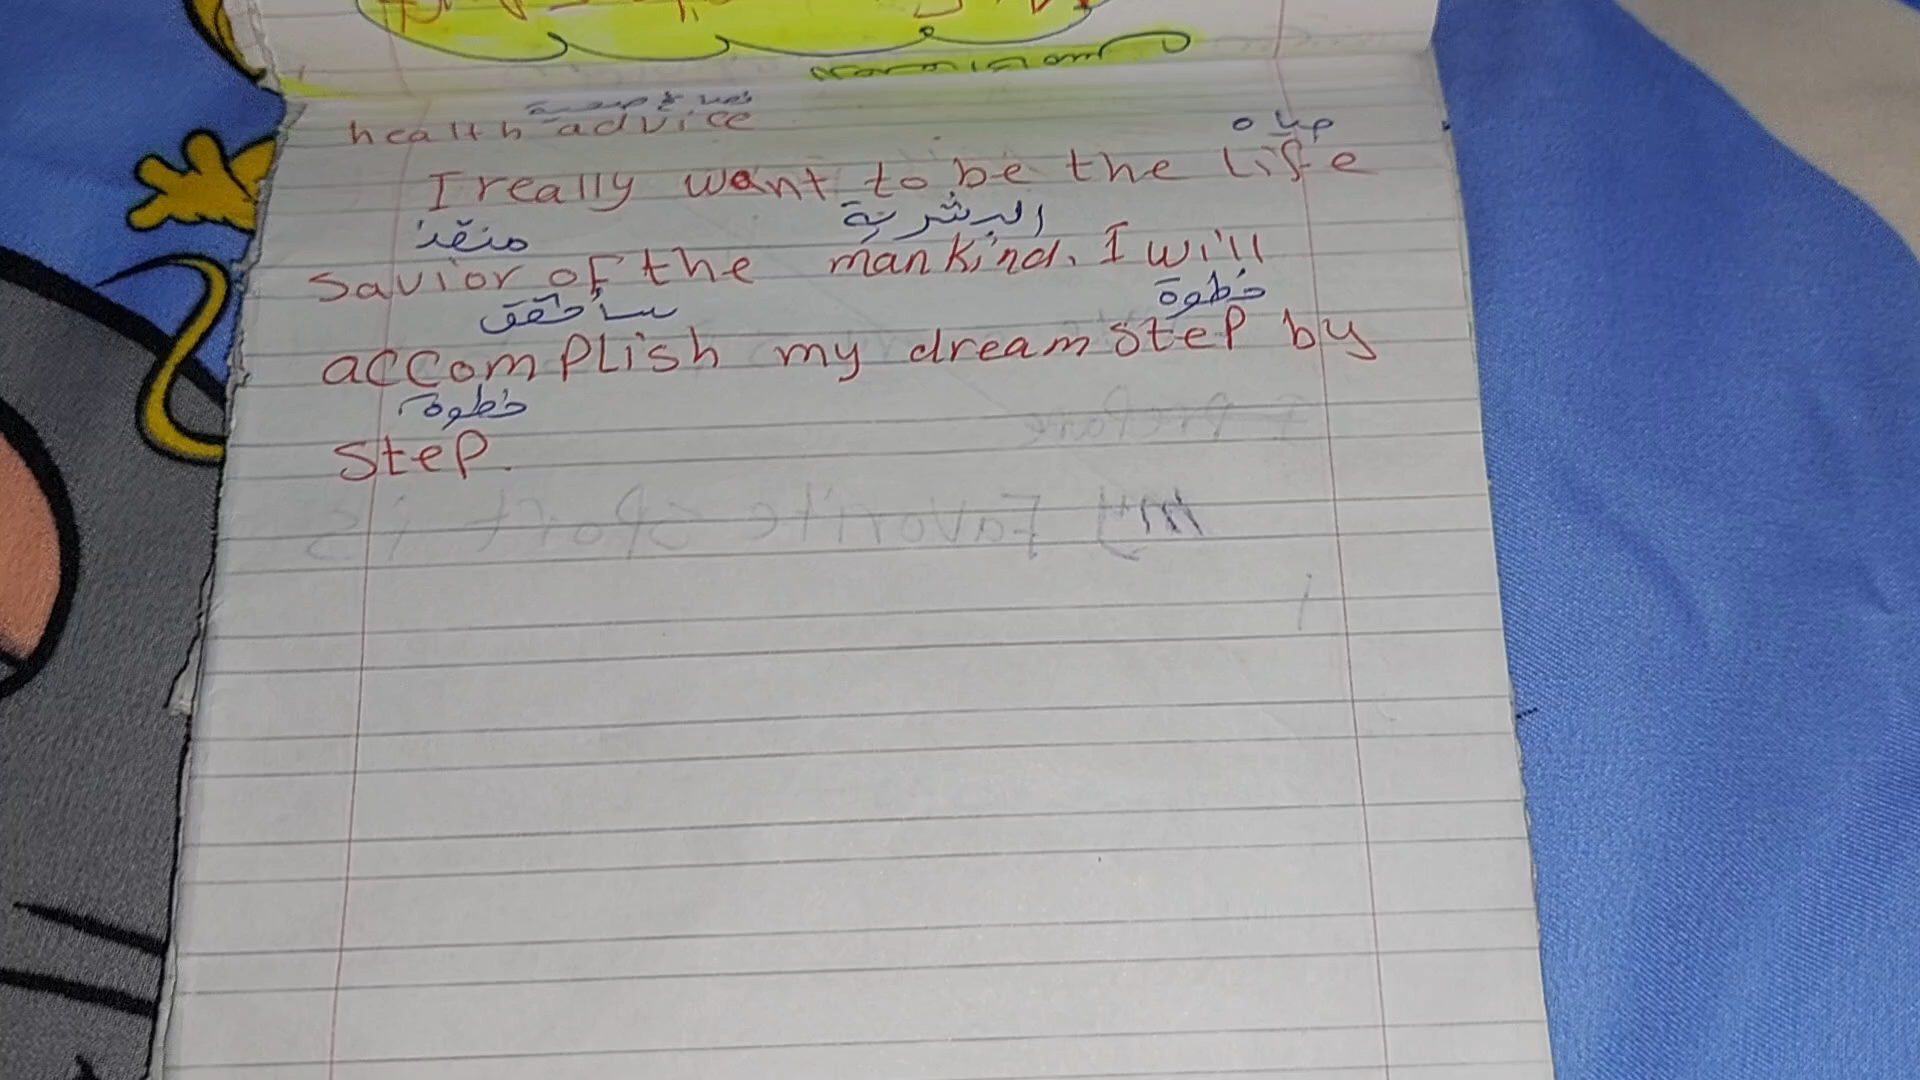 نصائح صحية
health advice
حياة
I really want to be the life
منقذ البشرية
savior of the mankind. I will
سأحقق خطوة
accomplish my dream step by
خطوة
step.
My Favorite sport is